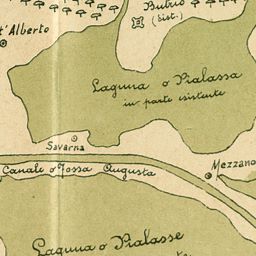 Butrio
(Sist.)
t' Alberto
Laguna o Pialassa
in parte esistente
Savarna
Canale o Fossa Augusta
Mezzano
Laguna o Pialasse